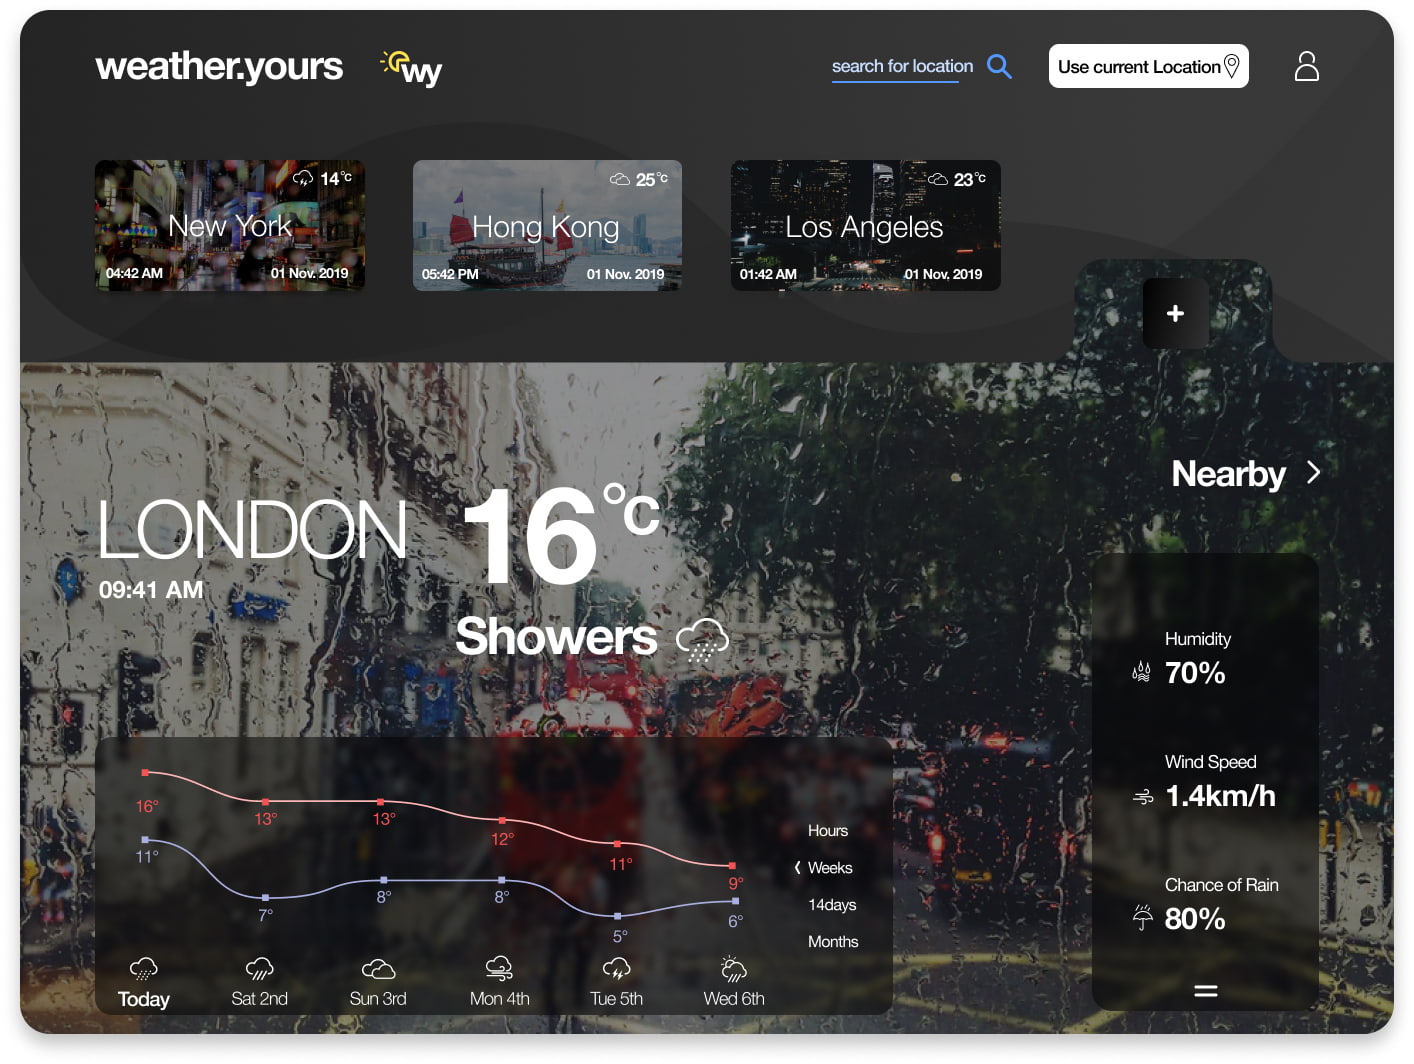 weather.yours
wy
search for location
Use current Location
14°C
New York
04:42 AM
01 Nov. 2019
25°C
Hong Kong
05:42 PM
01 Nov. 2019
23°C
Los Angeles
01:42 AM
01 Nov. 2019
+
Nearby
LONDON
09:41 AM
16°C
Showers
Humidity
70%
Wind Speed
1.4km/h
Chance of Rain
80%
16° 13° 13° 12° 11° 9°
11° 7° 8° 8° 5° 6°
Hours
Weeks
14days
Months
Today Sat 2nd Sun 3rd Mon 4th Tue 5th Wed 6th